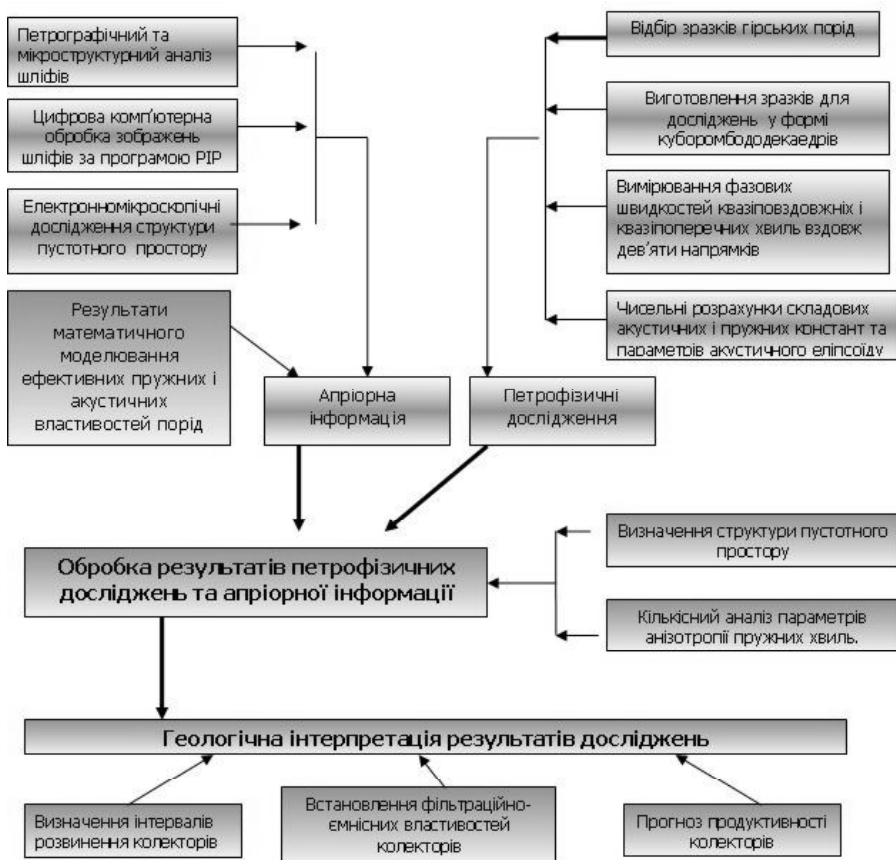 Петрографічний та
мікроструктурний аналіз
шліфів
Цифрова комп'ютерна
обробка зображень
шліфів за програмою PIP
Електронномікроскопічні
дослідження структури
пустотного простору
Результати
математичного
моделювання
ефективних пружних і
акустичних
властивостей порід
Апріорна
інформація
Відбір зразків гірських порід
Виготовлення зразків для
досліджень у формі
куборомбододекаедрів
Вимірювання фазових
швидкостей квазіповздовжніх і
квазіпоперечних хвиль вздовж
дев'яти напрямків
Чисельні розрахунки складових
акустичних і пружних констант та
параметрів акустичного еліпсоїду
Петрофізичні
дослідження
Обробка результатів петрофізичних
досліджень та апріорної інформації
Визначення структури пустотного
простору
Кількісний аналіз параметрів
анізотропії пружних хвиль.
Геологічна інтерпретація результатів досліджень
Визначення інтервалів
розвинення колекторів
Встановлення фільтраційно-
ємнісних властивостей
колекторів
Прогноз продуктивності
колекторів